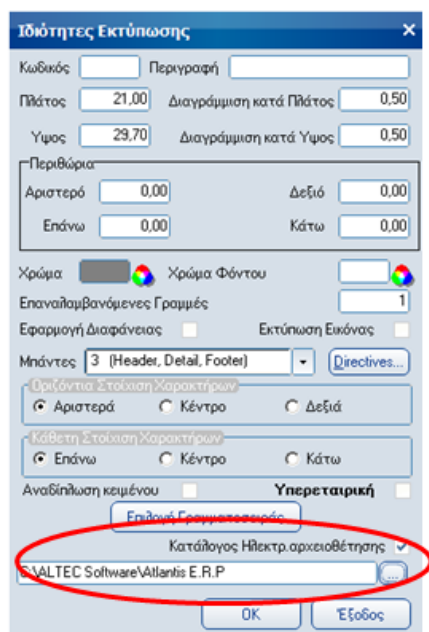 Ιδιότητες Εκτύπωσης
Κωδικός Περιγραφή
Πλάτος 21,00 Διαγράμμιση κατά Πλάτος 0,50
Υψος 29,70 Διαγράμμιση κατά Υψος 0,50
Περιθώρια
Αριστερό 0,00 Δεξιό 0,00
Επάνω 0,00 Κάτω 0,00
Χρώμα Χρώμα Φόντου
Επαναλαμβανόμενες Γραμμές 1
Εφαρμογή Διαφάνειας Εκτύπωση Εικόνας
Μπάντες 3 (Header, Detail, Footer) Directives...
Οριζόντια Στοίχιση Χαρακτήρων
Αριστερά Κέντρο Δεξιά
Κάθετη Στοίχιση Χαρακτήρων
Επάνω Κέντρο Κάτω
Αναδίπλωση κειμένου Υπερεταιρική
Επιλογή Γραμματοσειράς
Κατάλογος Ηλεκτρ.αρχειοθέτησης
C:\ALTEC Software\Atlantis E.R.P ...
OK Έξοδος